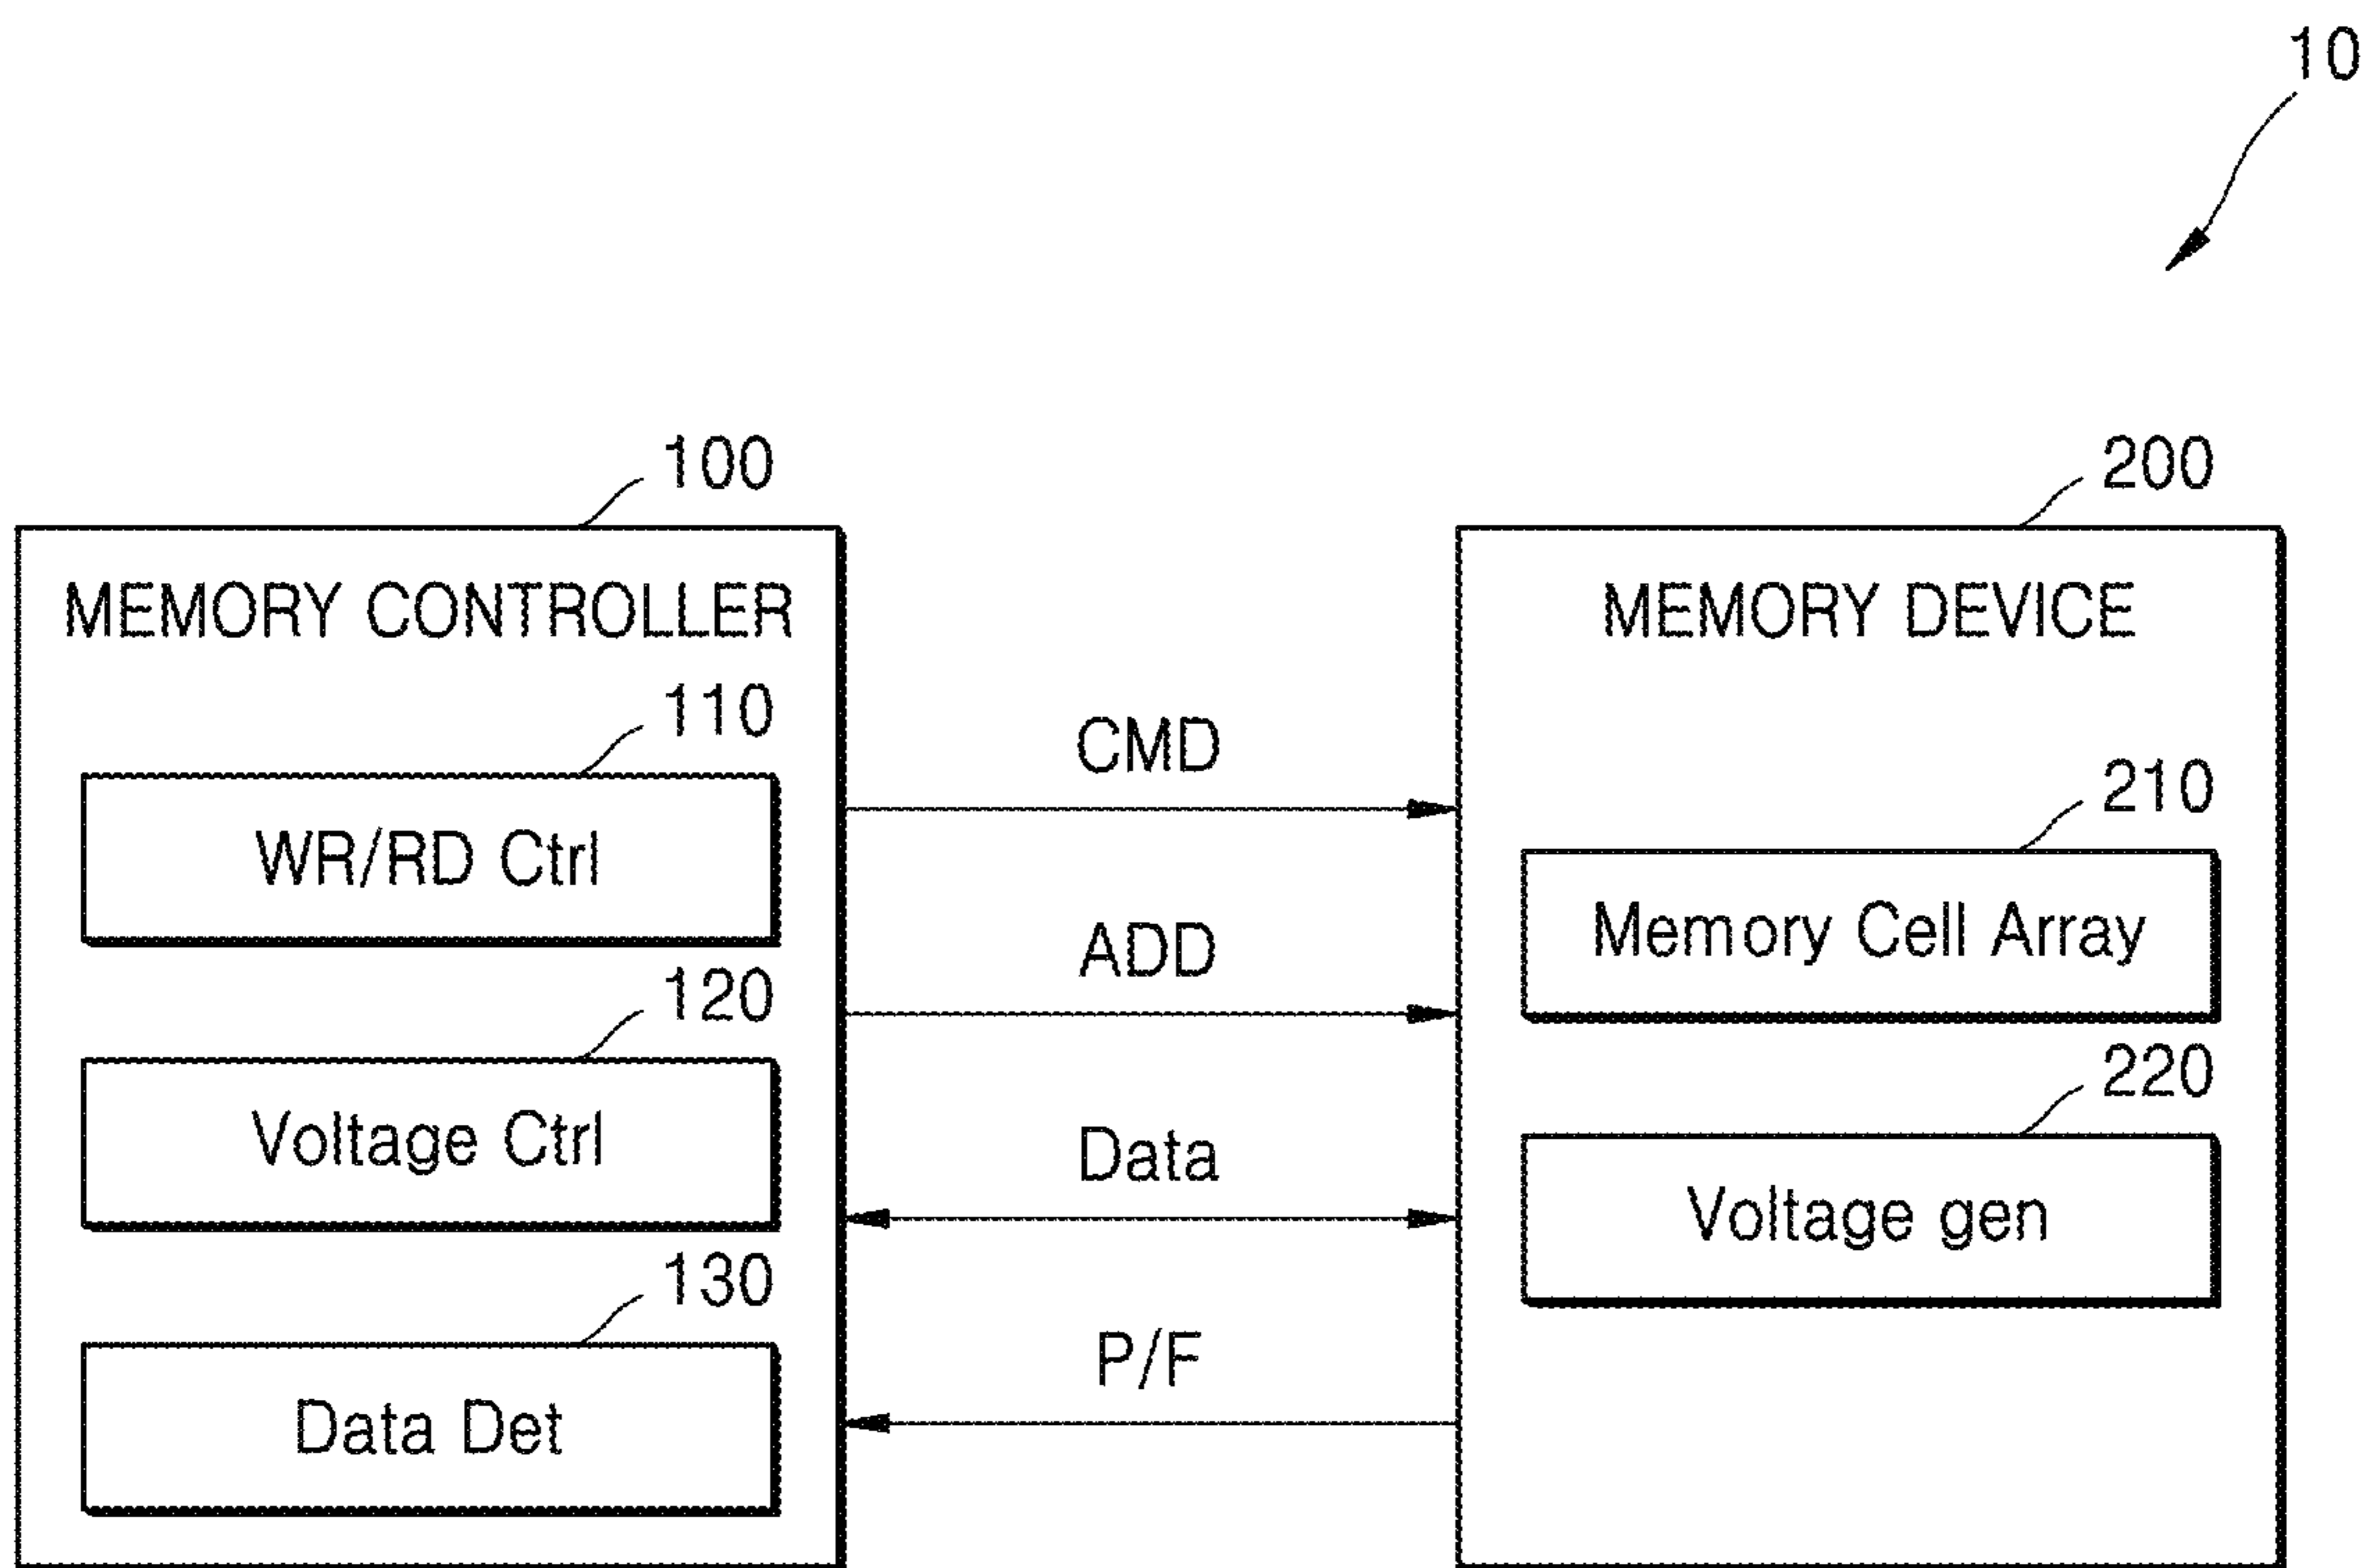 10
100
200
MEMORY CONTROLLER
MEMORY DEVICE
110
CMD
210
WR/RD Ctrl
ADD
Memory Cell Array
120
220
Voltage Ctrl
Data
Voltage gen
130
P/F
Data Det